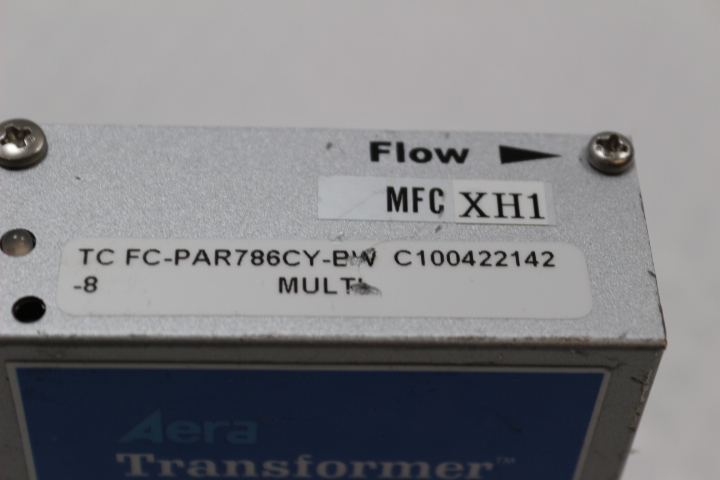 Flow
MFC XH1
TC FC-PAR786CY-BW C100422142
-8 MULTI
Aera
Transformer™